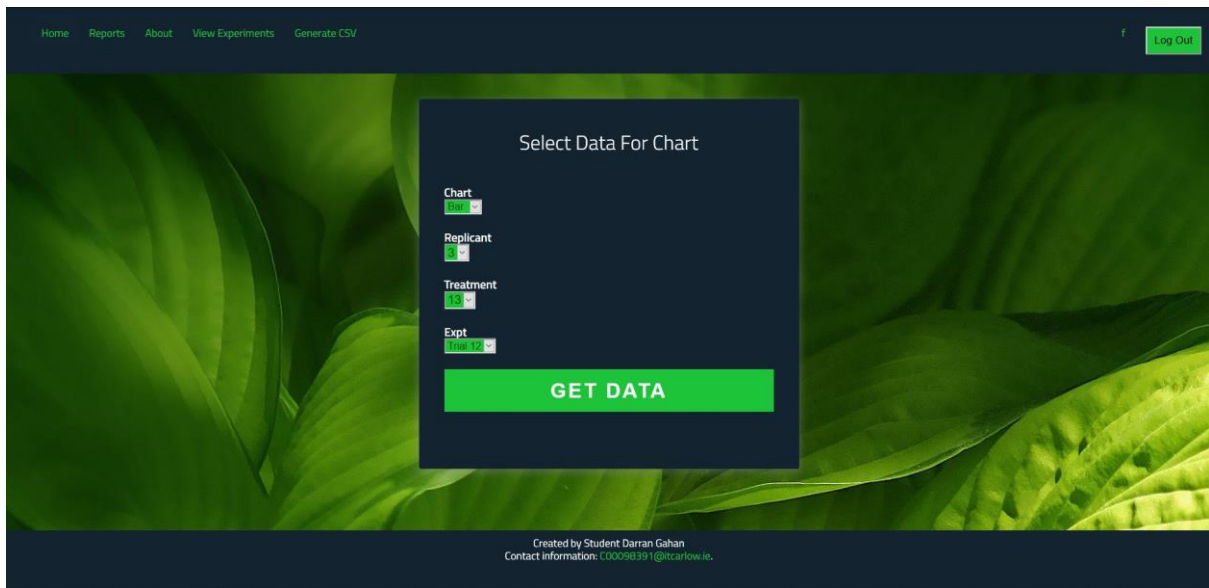 Home Reports About View Experiments Generate CSV f Log Out
Select Data For Chart
Chart
Bar
Replicant
3
Treatment
13
Expt
Trial 12
GET DATA
Created by Student Darran Gahan
Contact information: C00098391@itcarlow.ie.